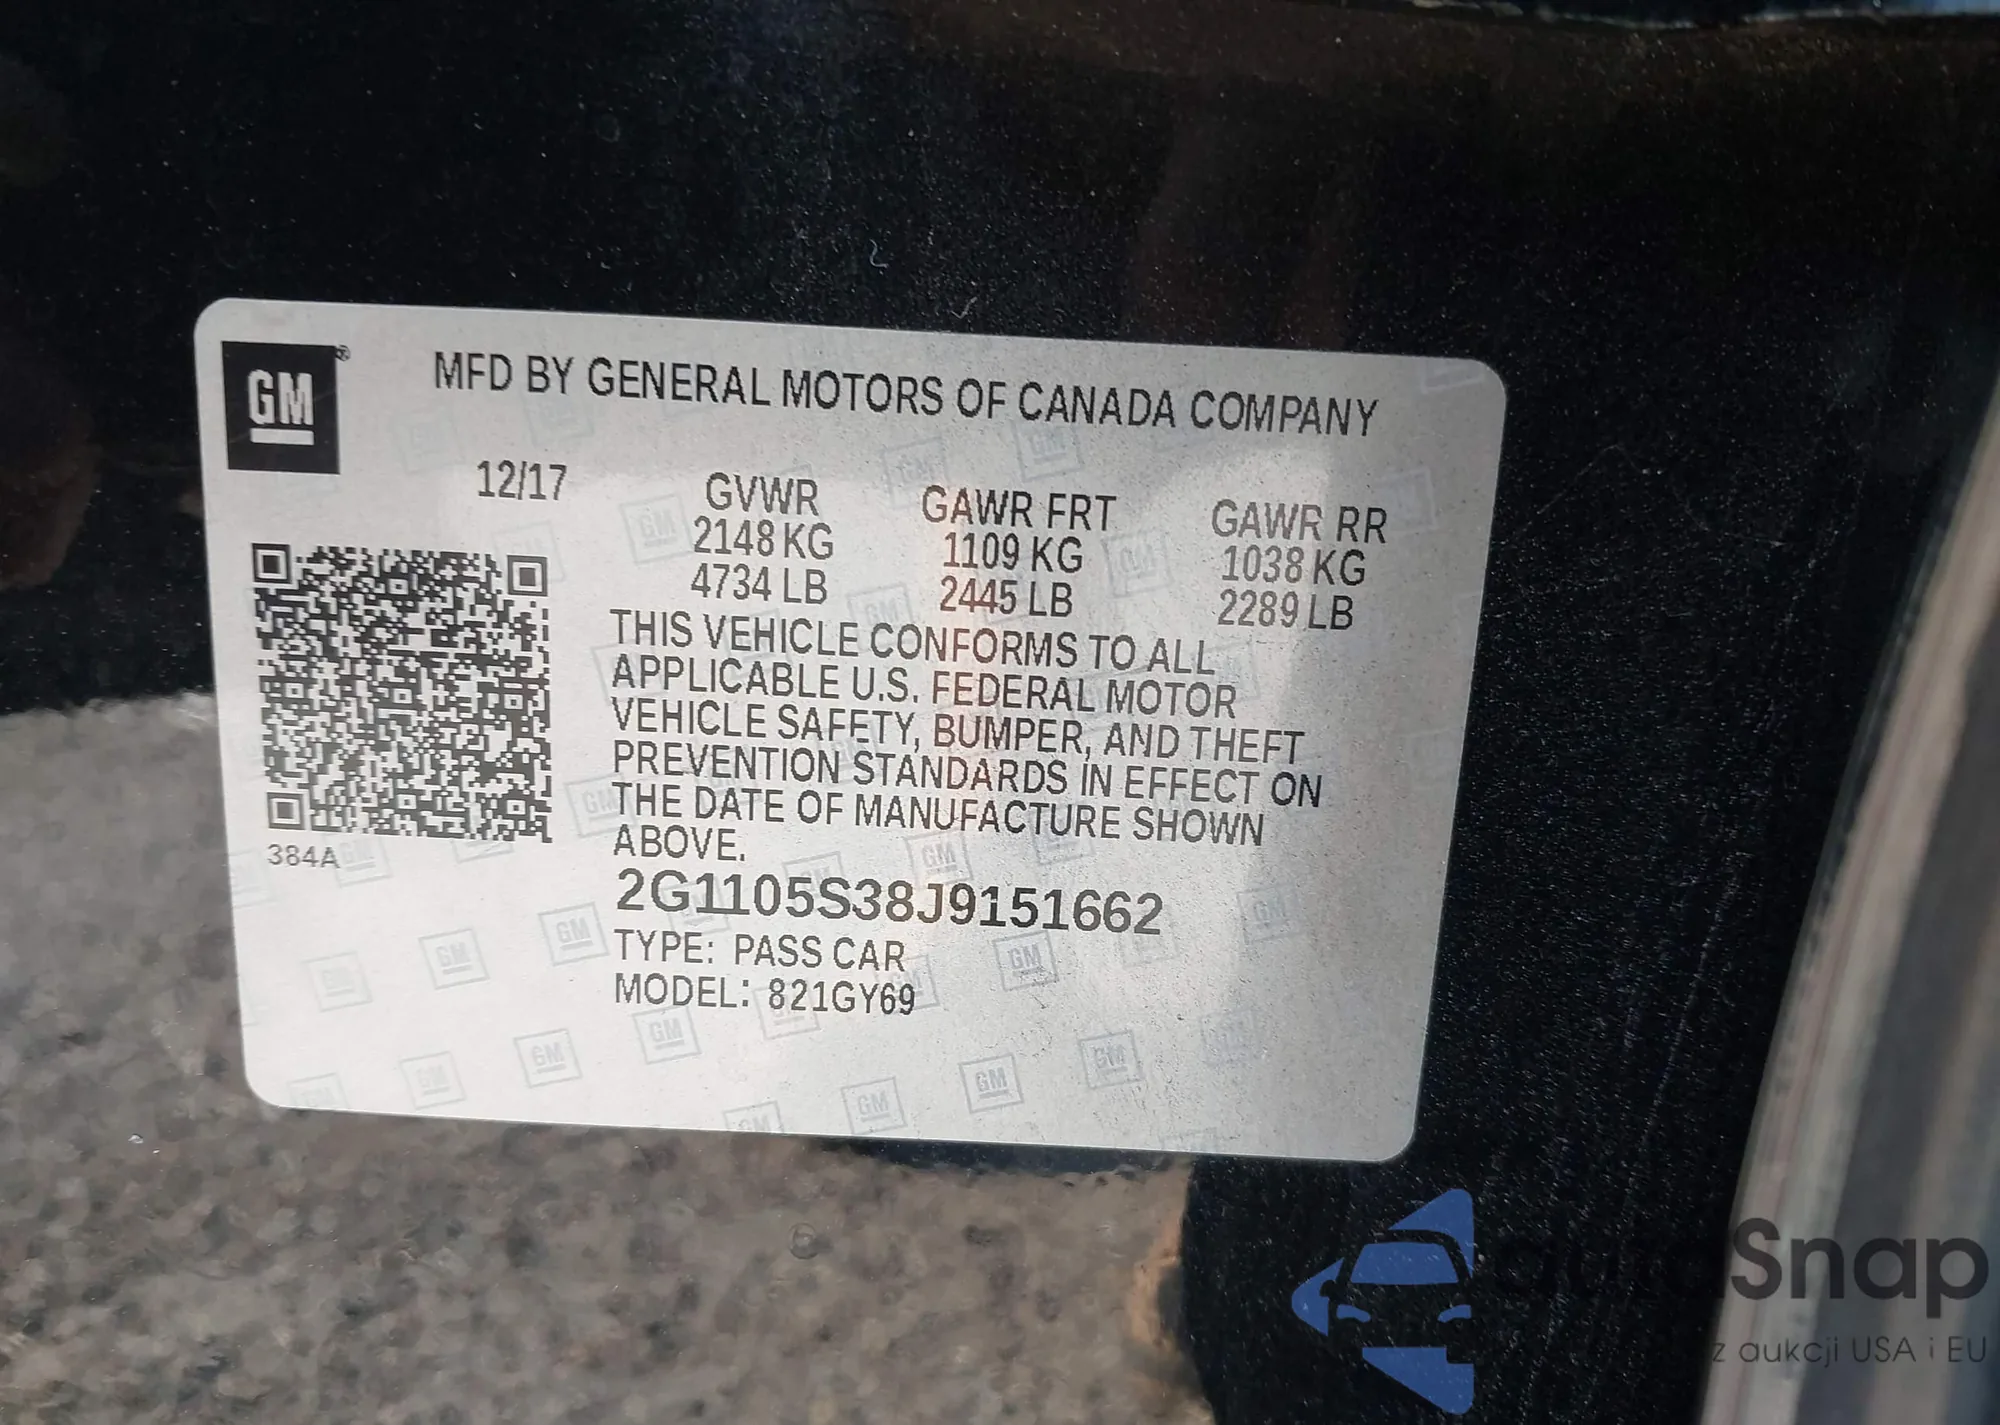 GM ®
MFD BY GENERAL MOTORS OF CANADA COMPANY
12/17
GVWR
2148 KG
4734 LB
GAWR FRT
1109 KG
2445 LB
GAWR RR
1038 KG
2289 LB
THIS VEHICLE CONFORMS TO ALL
APPLICABLE U.S. FEDERAL MOTOR
VEHICLE SAFETY, BUMPER, AND THEFT
PREVENTION STANDARDS IN EFFECT ON
THE DATE OF MANUFACTURE SHOWN
ABOVE.
384A
2G1105S38J9151662
TYPE: PASS CAR
MODEL: 821GY69
autoSnap
z aukcji USA i EU